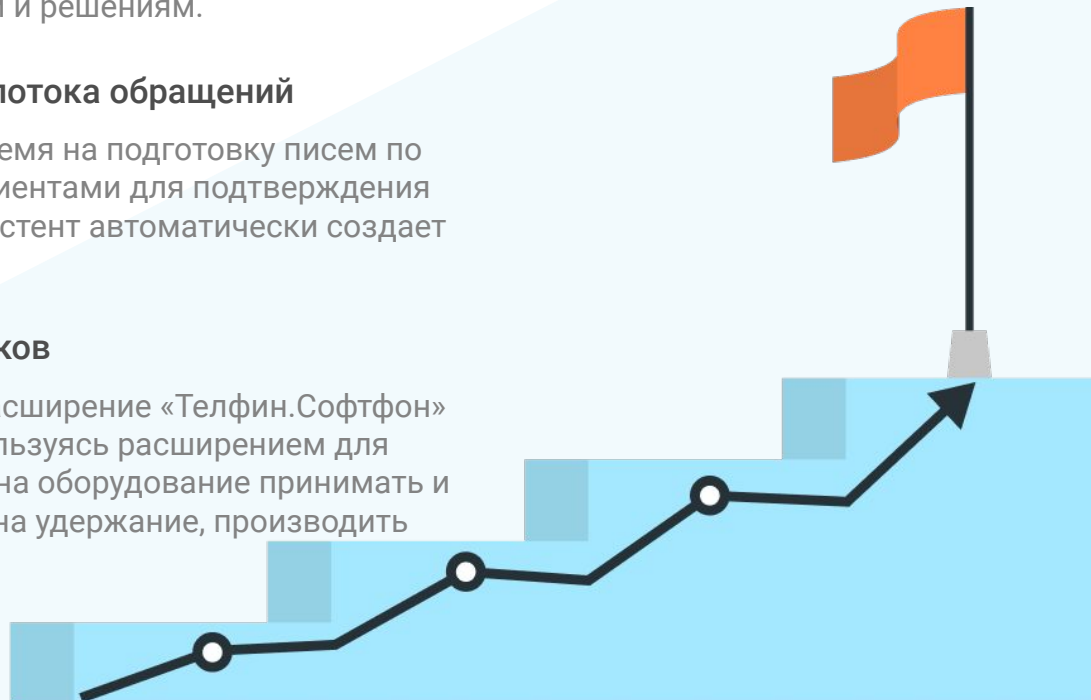 и решениям.
потока обращений
емя на подготовку писем по
иентами для подтверждения
стент автоматически создает
ков
сширение «Телфин.Софтфон»
льзуясь расширением для
на оборудование принимать и
на удержание, производить